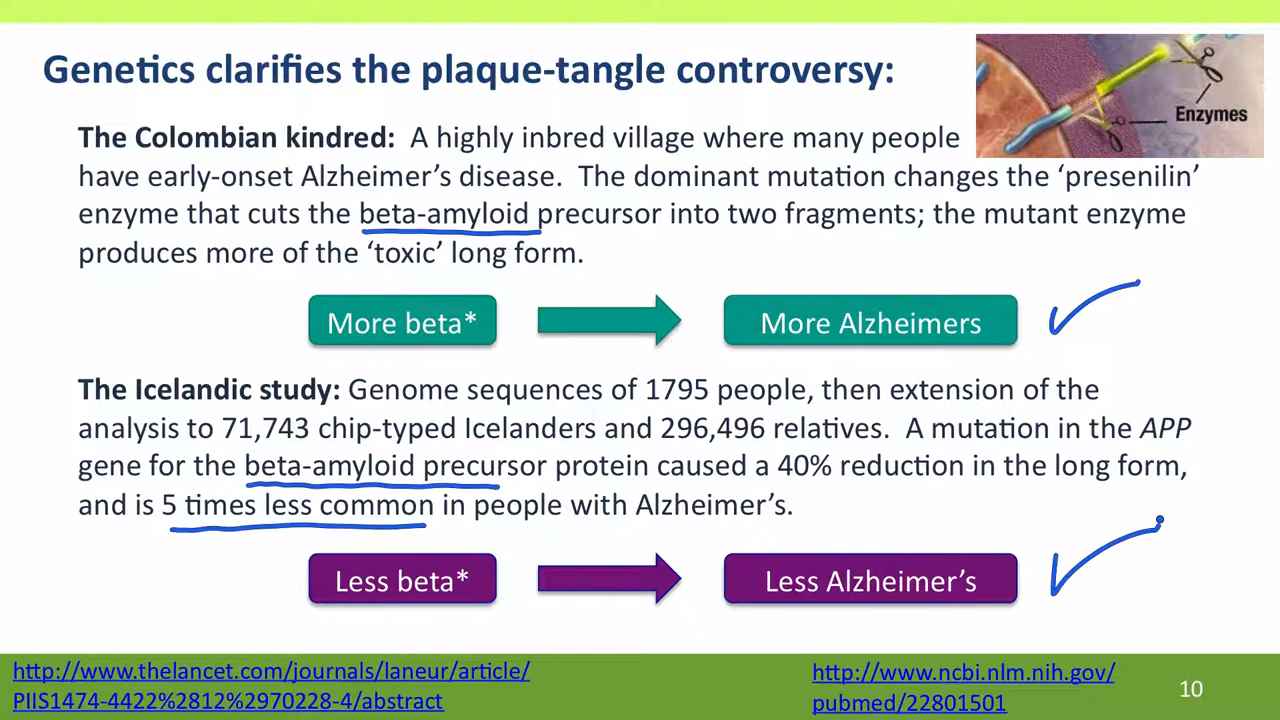 Genetics clarifies the plaque-tangle controversy:
Enzymes
The Colombian kindred: A highly inbred village where many people
have early-onset Alzheimer’s disease. The dominant mutation changes the ‘presenilin’
enzyme that cuts the beta-amyloid precursor into two fragments; the mutant enzyme
produces more of the ‘toxic’ long form.
More beta*
More Alzheimers
The Icelandic study: Genome sequences of 1795 people, then extension of the
analysis to 71,743 chip-typed Icelanders and 296,496 relatives. A mutation in the APP
gene for the beta-amyloid precursor protein caused a 40% reduction in the long form,
and is 5 times less common in people with Alzheimer’s.
Less beta*
Less Alzheimer’s
http://www.thelancet.com/journals/laneur/article/
PIIS1474-4422%2812%2970228-4/abstract
http://www.ncbi.nlm.nih.gov/
pubmed/22801501
10